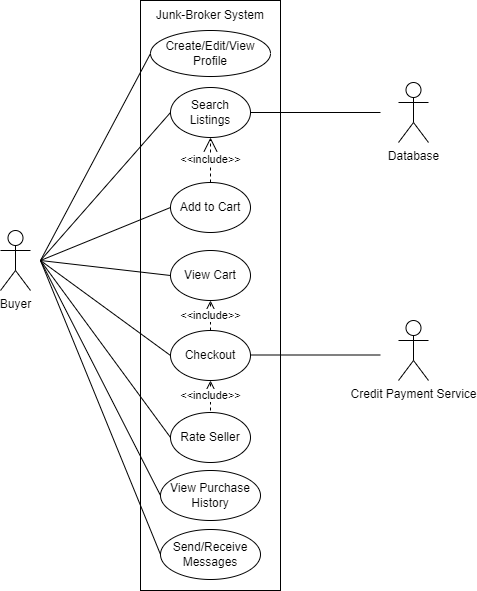 Junk-Broker System
Create/Edit/View
Profile
Search
Listings
Database
<<include>>
Add to Cart
Buyer
View Cart
<<include>>
Checkout
Credit Payment Service
<<include>>
Rate Seller
View Purchase
History
Send/Receive
Messages